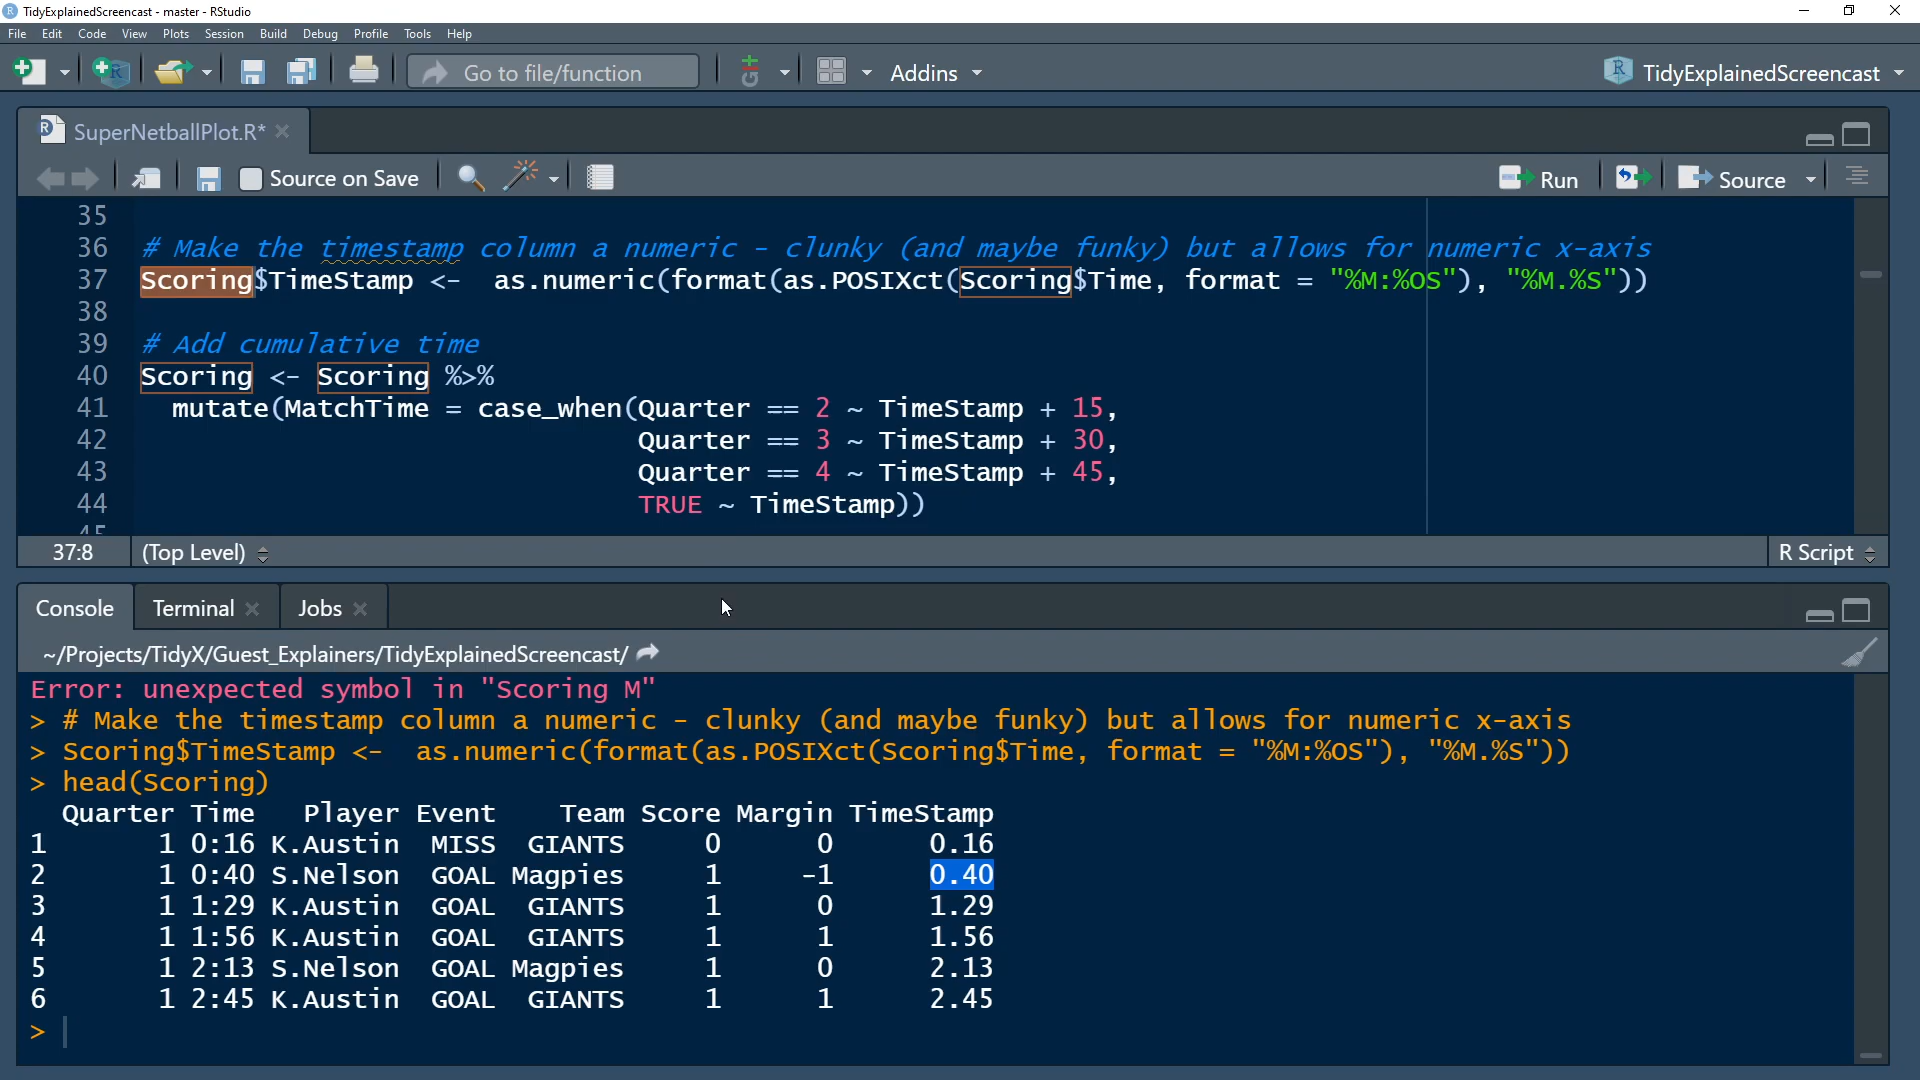 TidyExplainedScreencast - master - RStudio
File Edit Code View Plots Session Build Debug Profile Tools Help
Go to file/function Addins TidyExplainedScreencast
SuperNetballPlot.R*
Source on Save Run Source
35
36 # Make the timestamp column a numeric - clunky (and maybe funky) but allows for numeric x-axis
37 Scoring$TimeStamp <-  as.numeric(format(as.POSIXct(Scoring$Time, format = "%M:%OS"), "%M.%S"))
38
39 # Add cumulative time
40 Scoring <- Scoring %>%
41   mutate(MatchTime = case_when(Quarter == 2 ~ TimeStamp + 15,
42                                Quarter == 3 ~ TimeStamp + 30,
43                                Quarter == 4 ~ TimeStamp + 45,
44                                TRUE ~ TimeStamp))
45
37:8 (Top Level) R Script
Console Terminal Jobs
~/Projects/TidyX/Guest_Explainers/TidyExplainedScreencast/
Error: unexpected symbol in "Scoring M"
> # Make the timestamp column a numeric - clunky (and maybe funky) but allows for numeric x-axis
> Scoring$TimeStamp <-  as.numeric(format(as.POSIXct(Scoring$Time, format = "%M:%OS"), "%M.%S"))
> head(Scoring)
  Quarter Time   Player Event    Team Score Margin TimeStamp
1       1 0:16 K.Austin  MISS  GIANTS     0      0      0.16
2       1 0:40 S.Nelson  GOAL Magpies     1     -1      0.40
3       1 1:29 K.Austin  GOAL  GIANTS     1      0      1.29
4       1 1:56 K.Austin  GOAL  GIANTS     1      1      1.56
5       1 2:13 S.Nelson  GOAL Magpies     1      0      2.13
6       1 2:45 K.Austin  GOAL  GIANTS     1      1      2.45
>